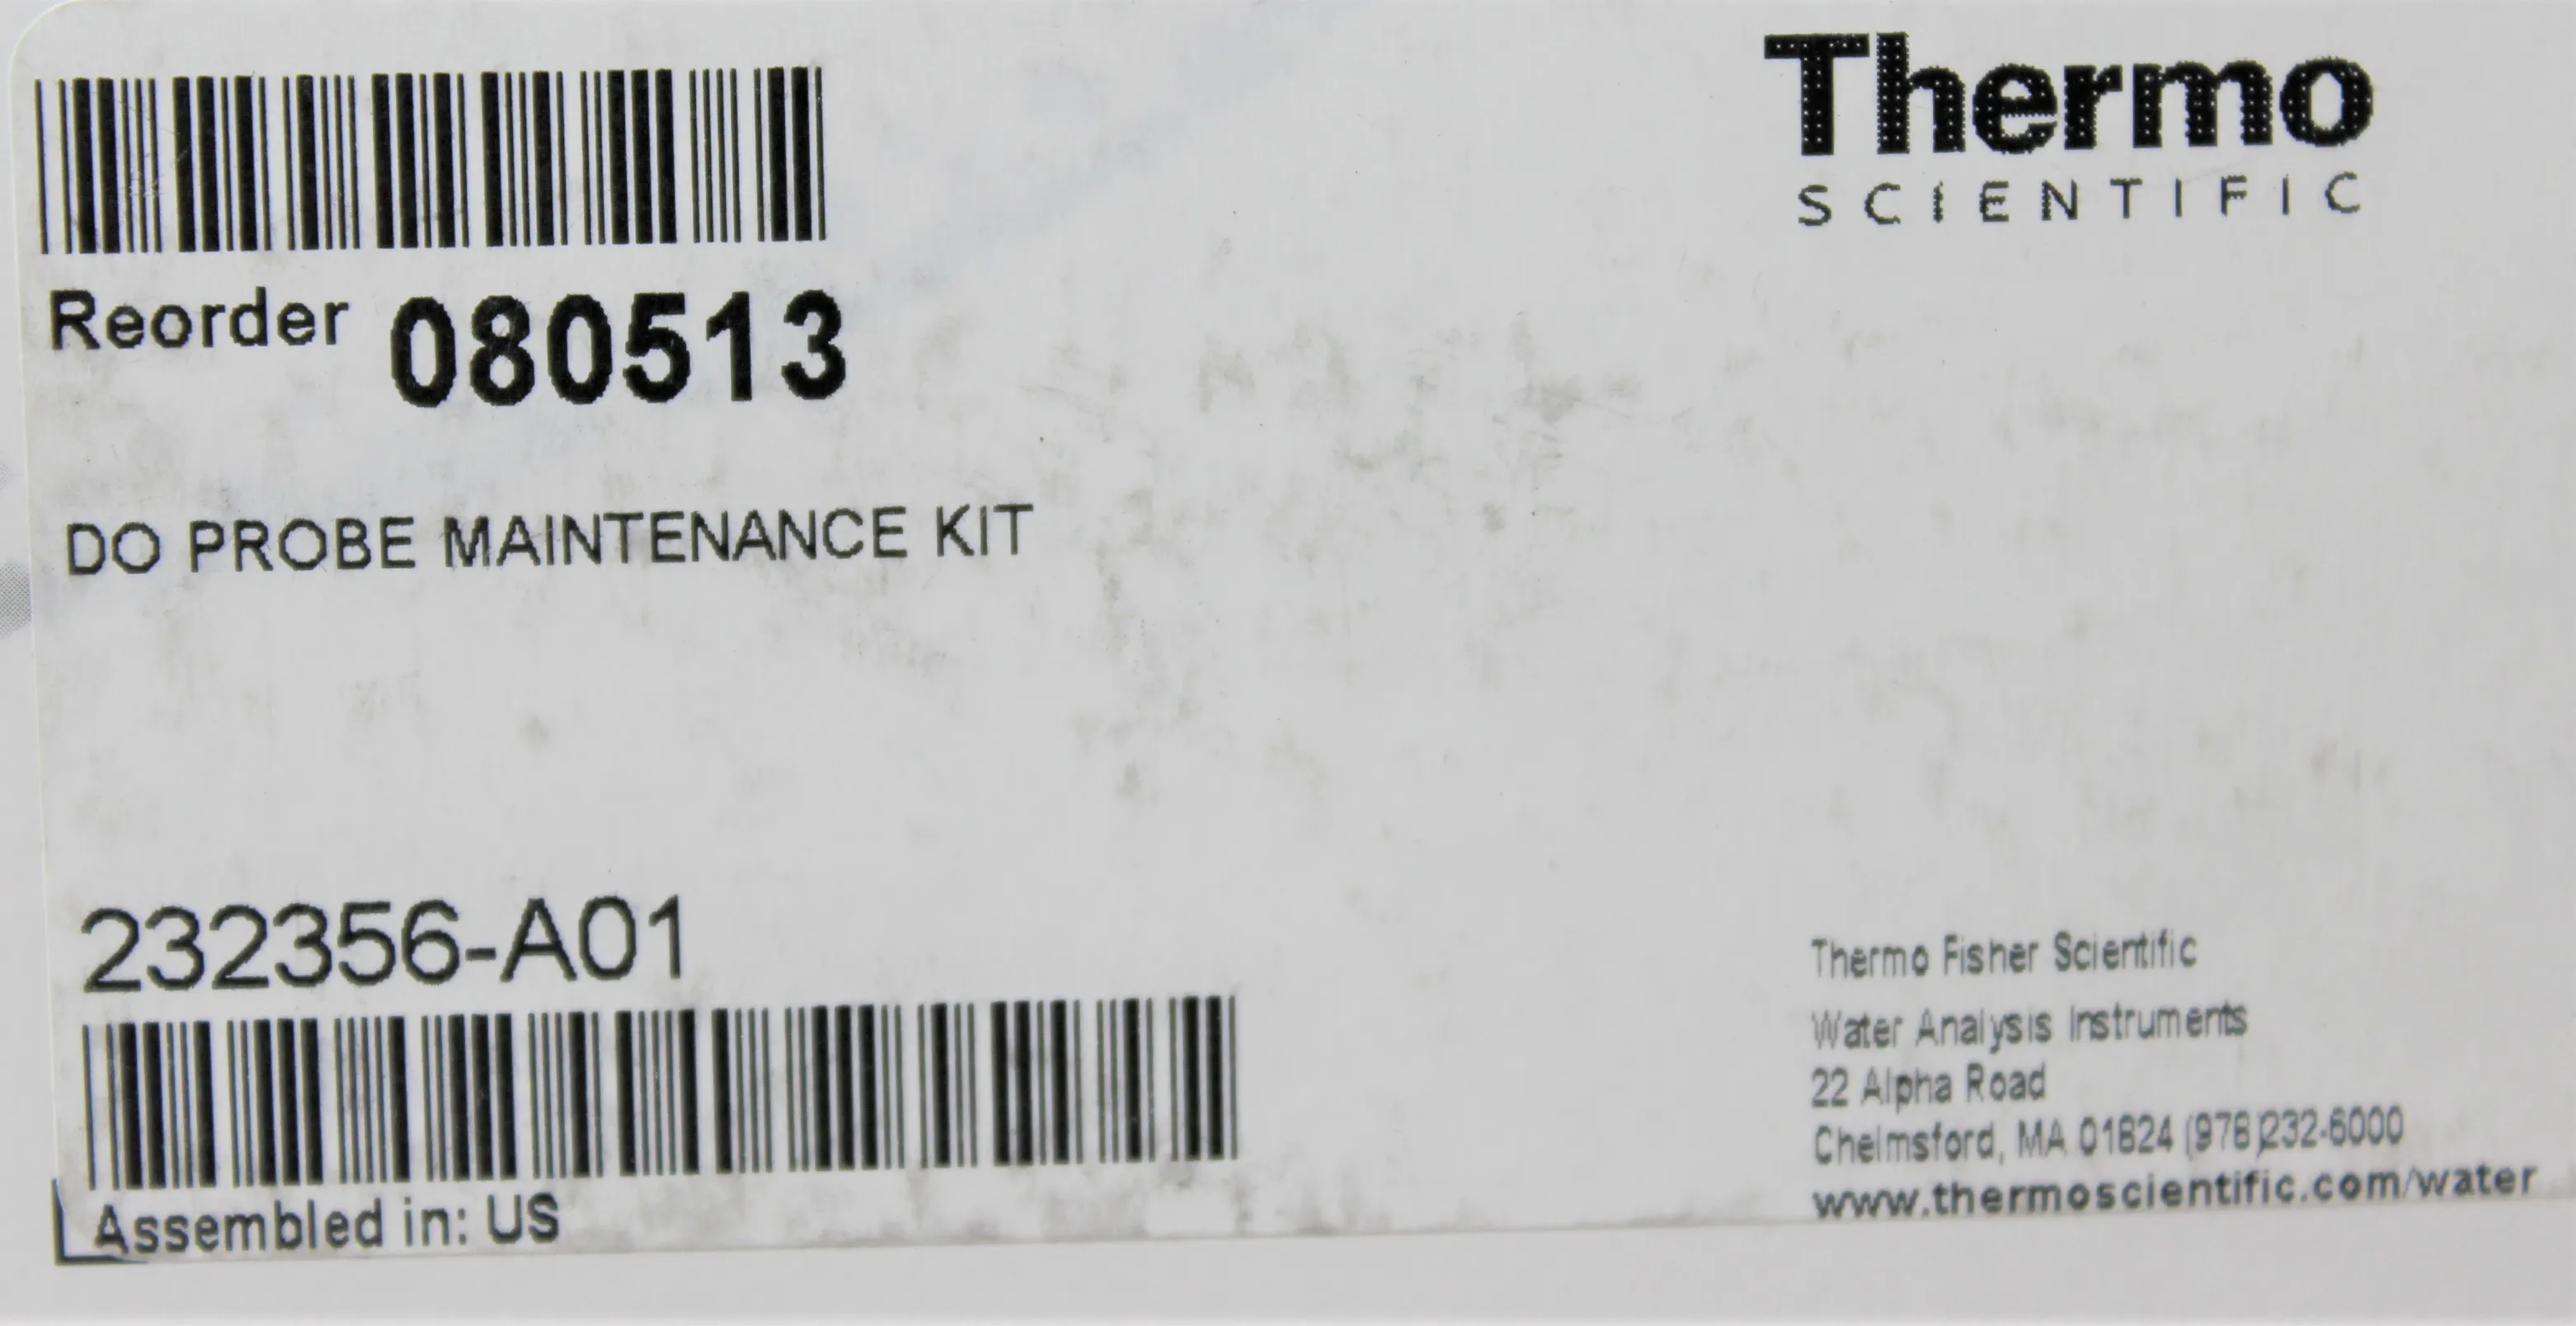 Thermo
SCIENTIFIC
Reorder 080513
DO PROBE MAINTENANCE KIT
232356-A01
Assembled in: US
Thermo Fisher Scientific
Water Analysis Instruments
22 Alpha Road
Chelmsford, MA 01824 (978)232-6000
www.thermoscientific.com/water